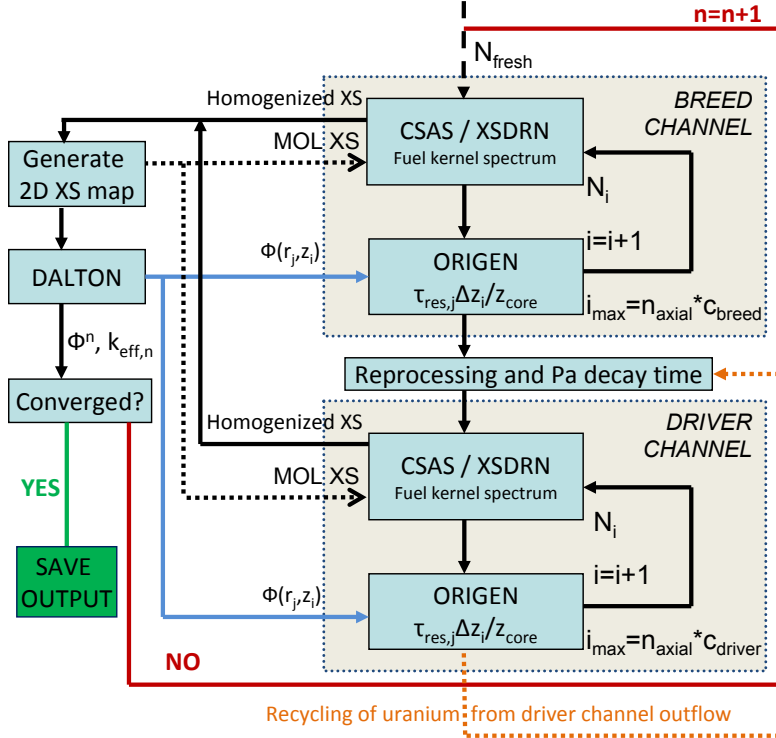 n=n+1
N_fresh
Homogenized XS
BREED
CHANNEL
CSAS / XSDRN
Fuel kernel spectrum
MOL XS
Generate
2D XS map
N_i
i=i+1
Φ(r_j,z_i)
ORIGEN
τ_res,jΔz_i/z_core
DALTON
i_max=n_axial*c_breed
Φ^n, k_eff,n
Reprocessing and Pa decay time
Converged?
Homogenized XS
DRIVER
CHANNEL
CSAS / XSDRN
Fuel kernel spectrum
MOL XS
YES
N_i
SAVE
OUTPUT
i=i+1
Φ(r_j,z_i)
ORIGEN
τ_res,jΔz_i/z_core
i_max=n_axial*c_driver
NO
Recycling of uranium from driver channel outflow